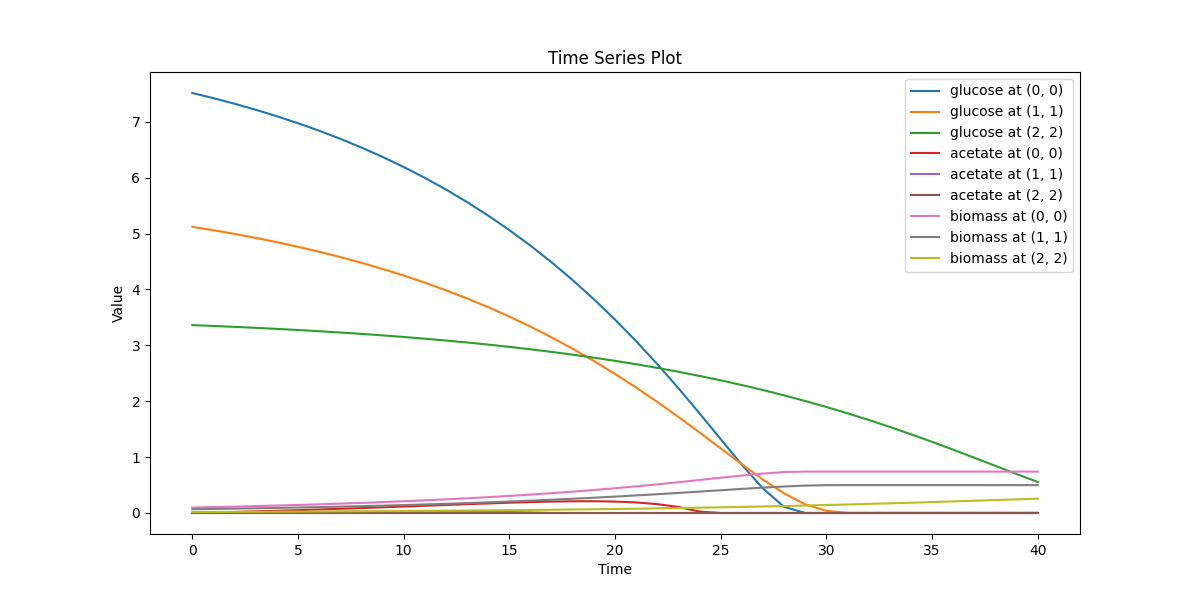 Time Series Plot
glucose at (0, 0)
glucose at (1, 1)
glucose at (2, 2)
acetate at (0, 0)
acetate at (1, 1)
acetate at (2, 2)
biomass at (0, 0)
biomass at (1, 1)
biomass at (2, 2)
Value
7
6
5
4
3
2
1
0
0 5 10 15 20 25 30 35 40
Time